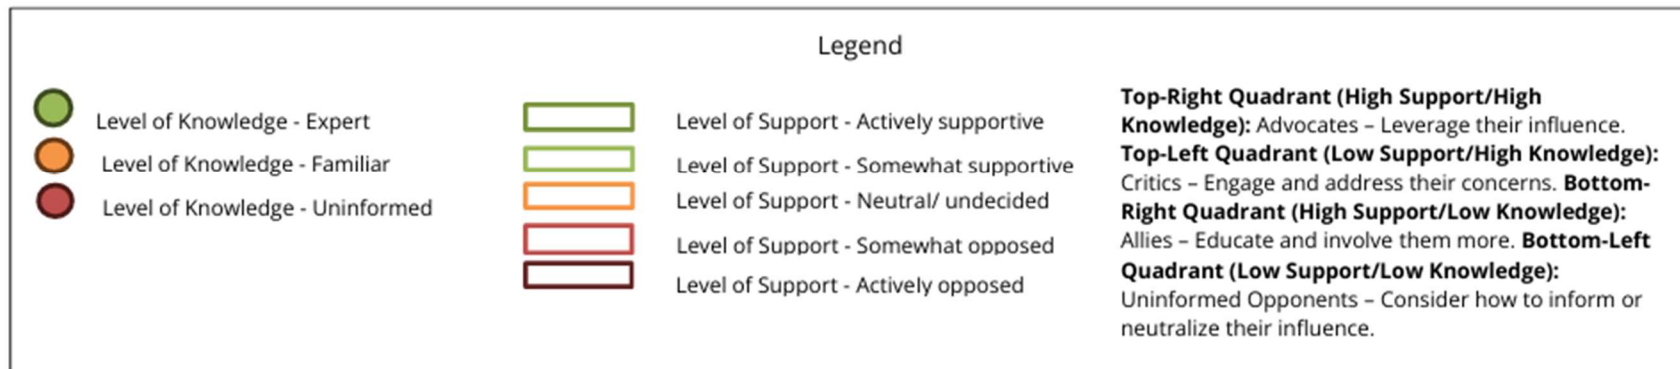 Legend
Level of Knowledge - Expert
Level of Knowledge - Familiar
Level of Knowledge - Uninformed
Level of Support - Actively supportive
Level of Support - Somewhat supportive
Level of Support - Neutral/ undecided
Level of Support - Somewhat opposed
Level of Support - Actively opposed
Top-Right Quadrant (High Support/High
Knowledge): Advocates – Leverage their influence.
Top-Left Quadrant (Low Support/High Knowledge):
Critics – Engage and address their concerns. Bottom-
Right Quadrant (High Support/Low Knowledge):
Allies – Educate and involve them more. Bottom-Left
Quadrant (Low Support/Low Knowledge):
Uninformed Opponents – Consider how to inform or
neutralize their influence.